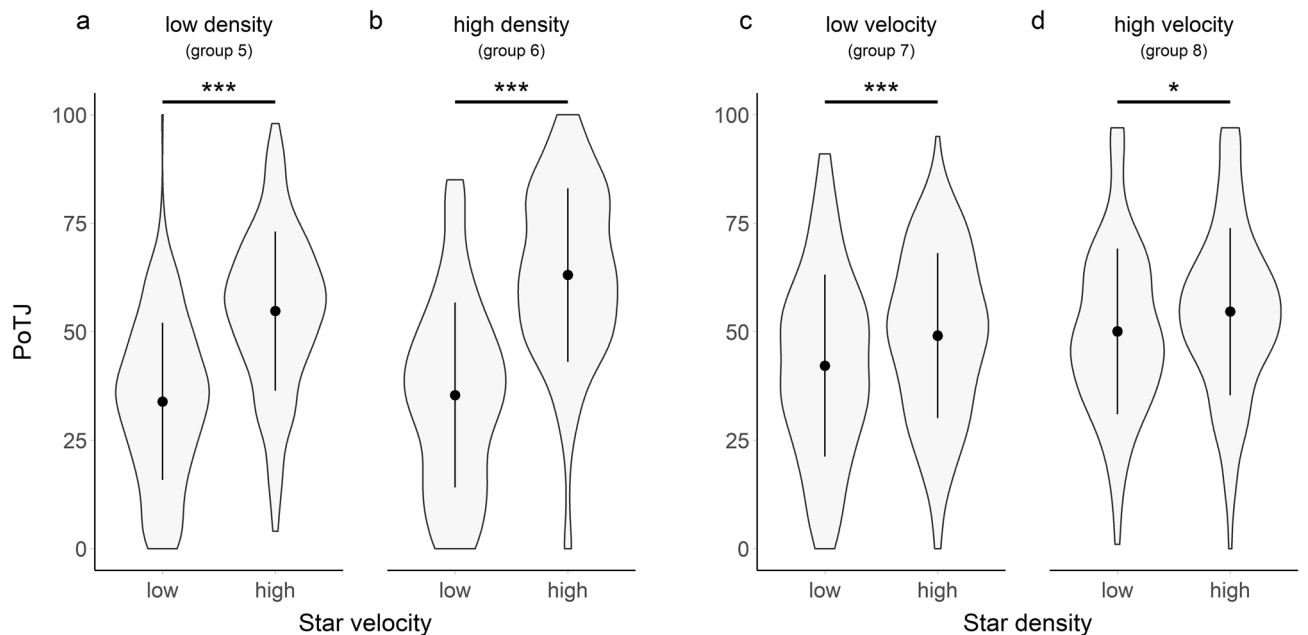 a low density b high density c low velocity d high velocity
(group 5) (group 6) (group 7) (group 8)
*** *** *** *
100 100
75 75
PoTJ
50 50
25 25
0 0
low high low high low high low high
Star velocity Star density